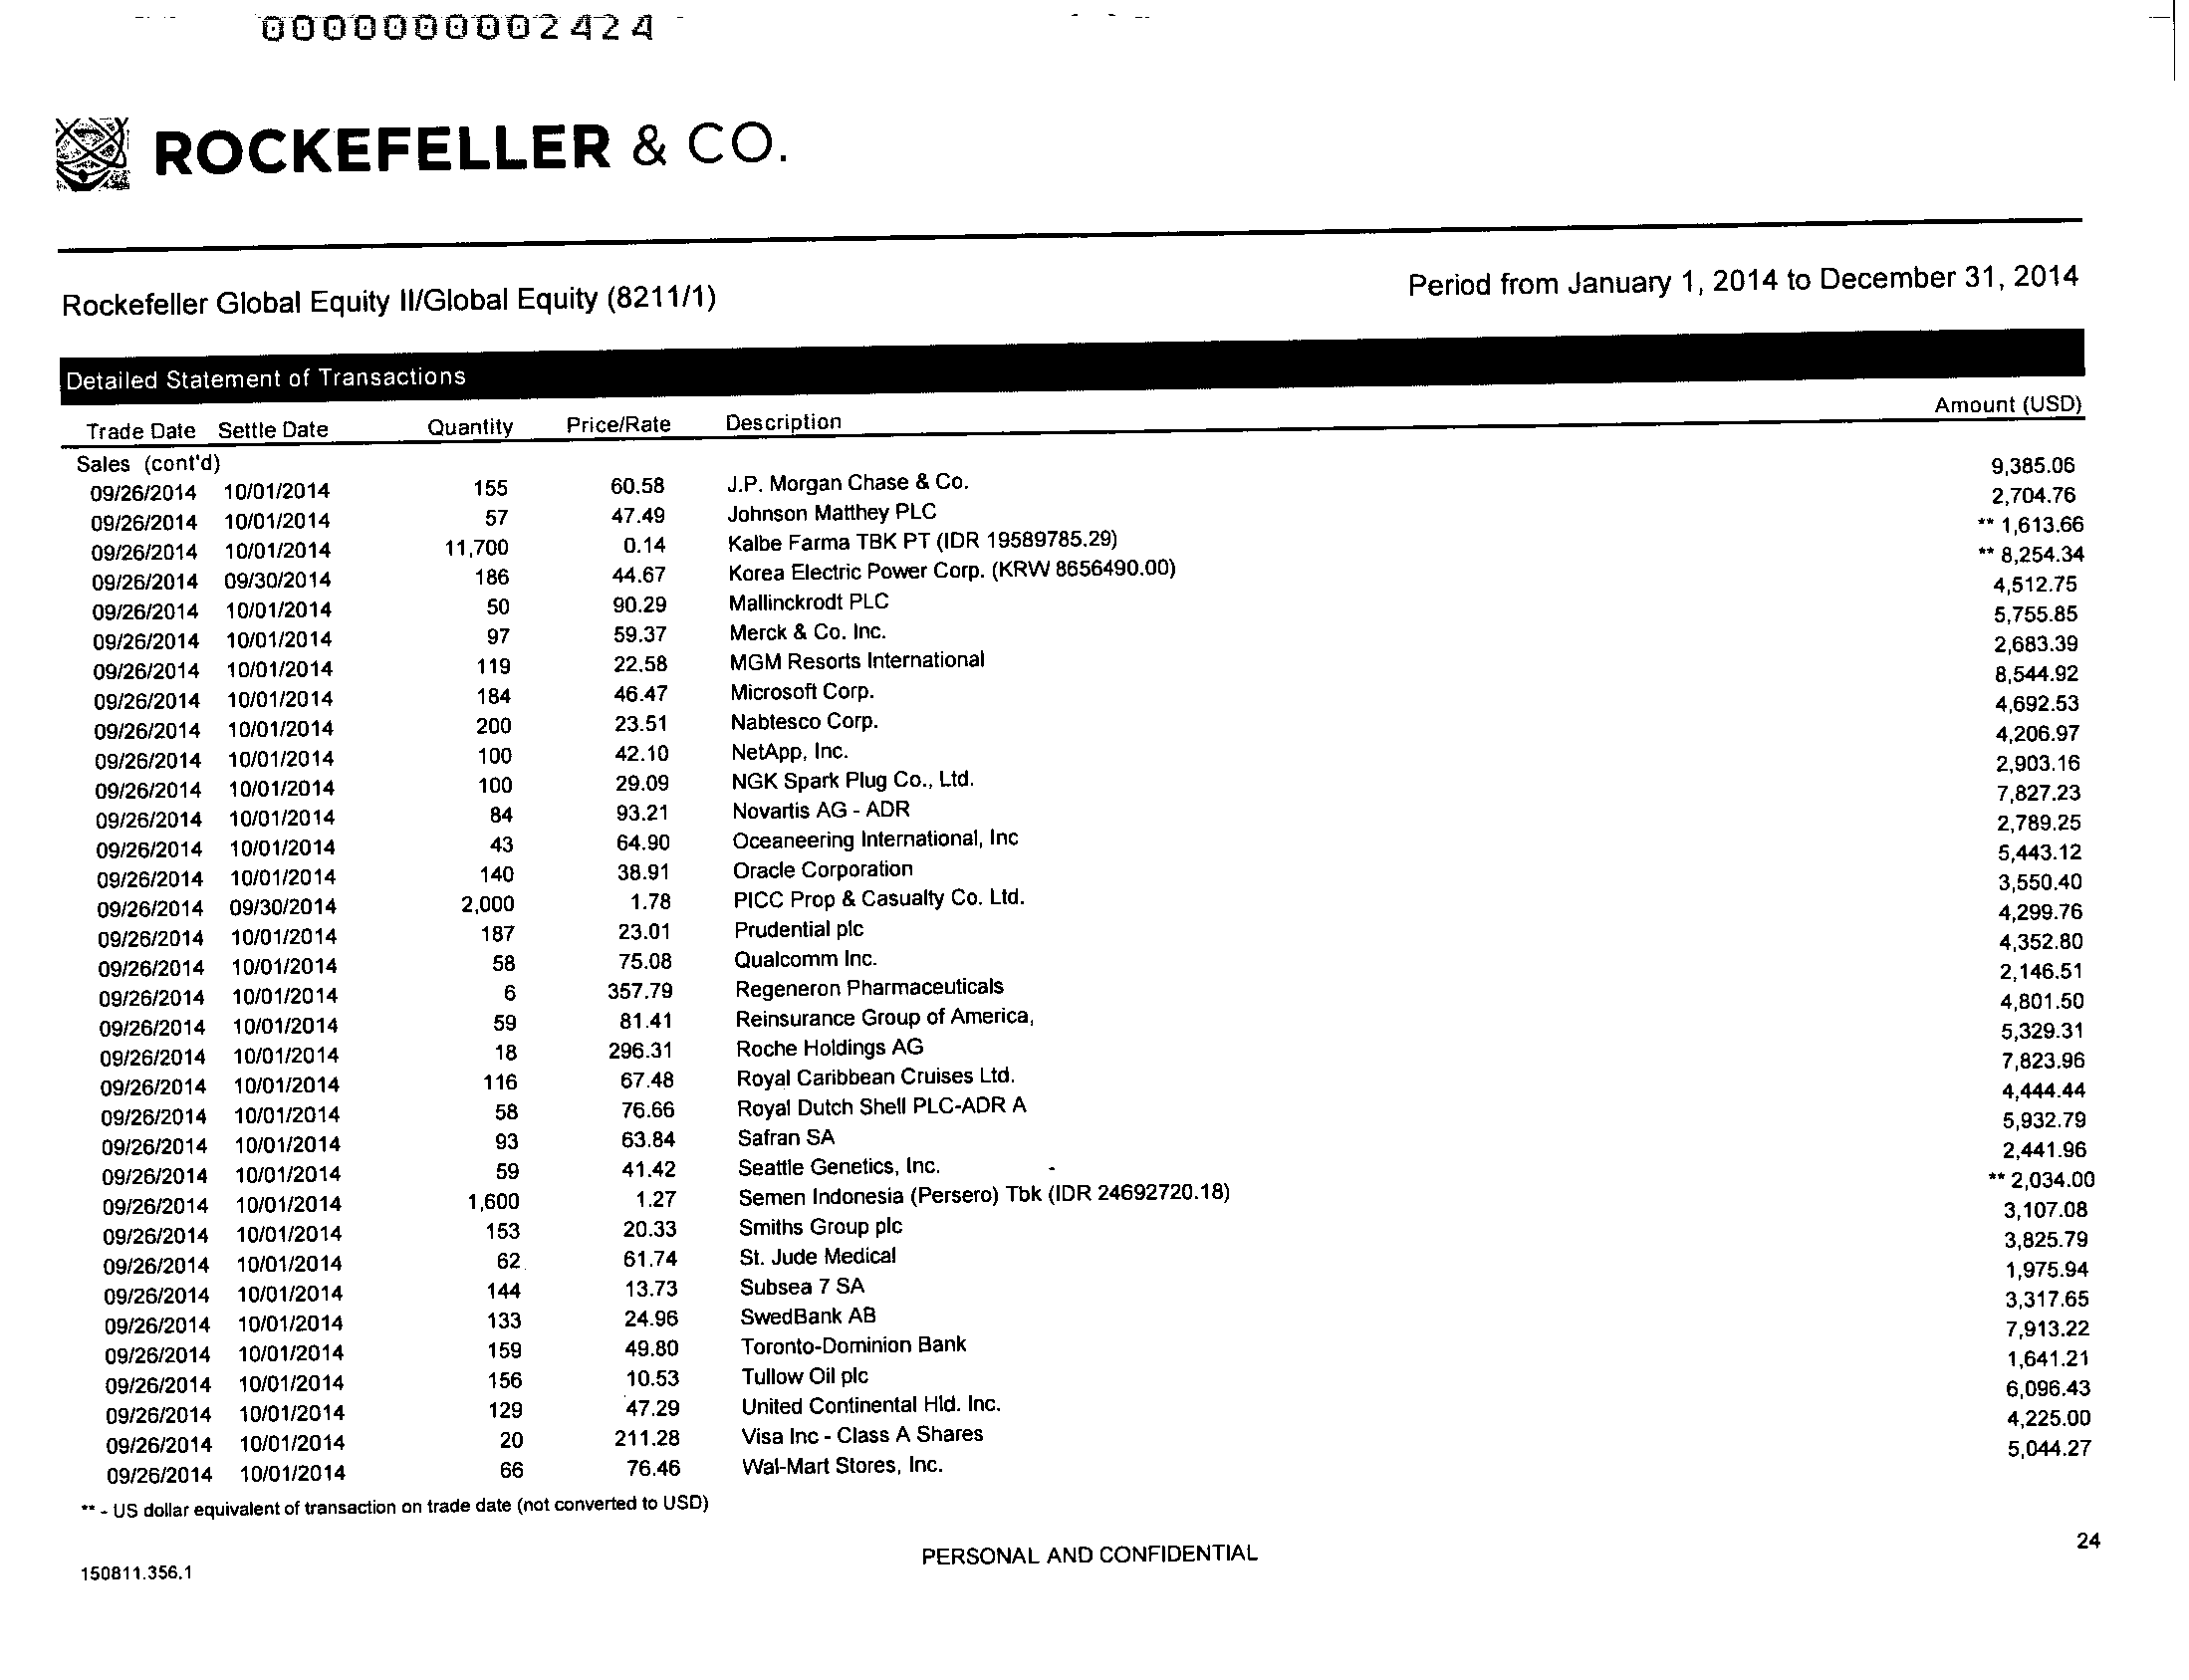 0000000002424
ROCKEFELLER & CO.
Rockefeller Global Equity II/Global Equity (8211/1) Period from January 1, 2014 to December 31, 2014
Detailed Statement of Transactions
Trade Date Settle Date Quantity Price/Rate Description Amount (USD)
Sales (cont'd)
09/26/2014 10/01/2014 155 60.58 J.P. Morgan Chase & Co. 9,385.06
09/26/2014 10/01/2014 57 47.49 Johnson Matthey PLC 2,704.76
09/26/2014 10/01/2014 11,700 0.14 Kalbe Farma TBK PT (IDR 19589785.29) ** 1,613.66
09/26/2014 09/30/2014 186 44.67 Korea Electric Power Corp. (KRW 8656490.00) ** 8,254.34
09/26/2014 10/01/2014 50 90.29 Mallinckrodt PLC 4,512.75
09/26/2014 10/01/2014 97 59.37 Merck & Co. Inc. 5,755.85
09/26/2014 10/01/2014 119 22.58 MGM Resorts International 2,683.39
09/26/2014 10/01/2014 184 46.47 Microsoft Corp. 8,544.92
09/26/2014 10/01/2014 200 23.51 Nabtesco Corp. 4,692.53
09/26/2014 10/01/2014 100 42.10 NetApp, Inc. 4,206.97
09/26/2014 10/01/2014 100 29.09 NGK Spark Plug Co., Ltd. 2,903.16
09/26/2014 10/01/2014 84 93.21 Novartis AG - ADR 7,827.23
09/26/2014 10/01/2014 43 64.90 Oceaneering International, Inc 2,789.25
09/26/2014 10/01/2014 140 38.91 Oracle Corporation 5,443.12
09/26/2014 09/30/2014 2,000 1.78 PICC Prop & Casualty Co. Ltd. 3,550.40
09/26/2014 10/01/2014 187 23.01 Prudential plc 4,299.76
09/26/2014 10/01/2014 58 75.08 Qualcomm Inc. 4,352.80
09/26/2014 10/01/2014 6 357.79 Regeneron Pharmaceuticals 2,146.51
09/26/2014 10/01/2014 59 81.41 Reinsurance Group of America, 4,801.50
09/26/2014 10/01/2014 18 296.31 Roche Holdings AG 5,329.31
09/26/2014 10/01/2014 116 67.48 Royal Caribbean Cruises Ltd. 7,823.96
09/26/2014 10/01/2014 58 76.66 Royal Dutch Shell PLC-ADR A 4,444.44
09/26/2014 10/01/2014 93 63.84 Safran SA 5,932.79
09/26/2014 10/01/2014 59 41.42 Seattle Genetics, Inc. 2,441.96
09/26/2014 10/01/2014 1,600 1.27 Semen Indonesia (Persero) Tbk (IDR 24692720.18) ** 2,034.00
09/26/2014 10/01/2014 153 20.33 Smiths Group plc 3,107.08
09/26/2014 10/01/2014 62 61.74 St. Jude Medical 3,825.79
09/26/2014 10/01/2014 144 13.73 Subsea 7 SA 1,975.94
09/26/2014 10/01/2014 133 24.96 SwedBank AB 3,317.65
09/26/2014 10/01/2014 159 49.80 Toronto-Dominion Bank 7,913.22
09/26/2014 10/01/2014 156 10.53 Tullow Oil plc 1,641.21
09/26/2014 10/01/2014 129 47.29 United Continental Hld. Inc. 6,096.43
09/26/2014 10/01/2014 20 211.28 Visa Inc - Class A Shares 4,225.00
09/26/2014 10/01/2014 66 76.46 Wal-Mart Stores, Inc. 5,044.27
** - US dollar equivalent of transaction on trade date (not converted to USD)
150811.356.1 PERSONAL AND CONFIDENTIAL 24